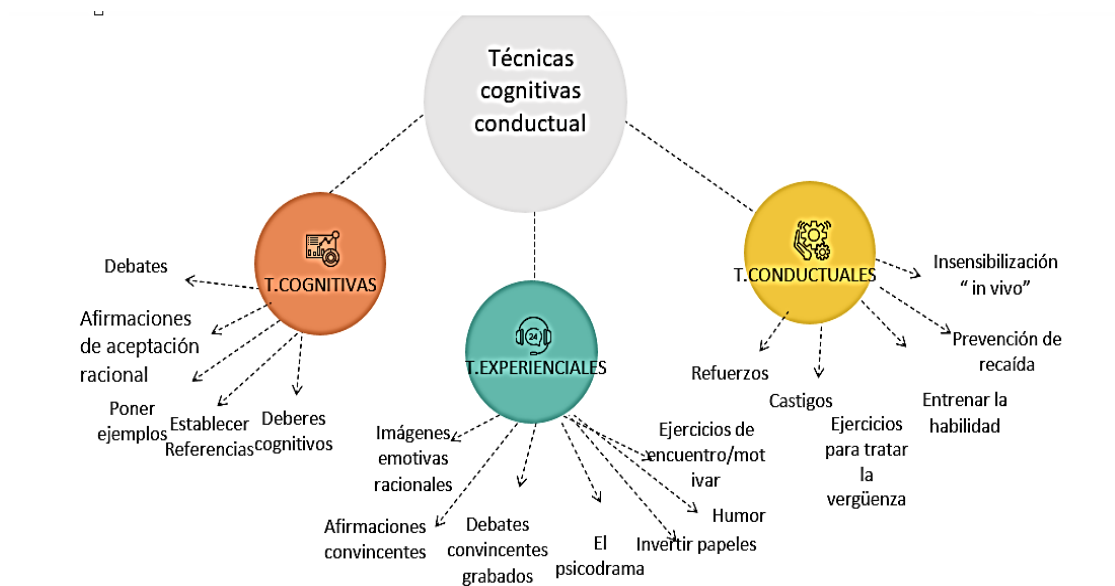 Técnicas
cognitivas
conductual
T.COGNITIVAS
Debates
Afirmaciones
de aceptación
racional
Poner
ejemplos
Establecer
Referencias
Deberes
cognitivos
24
T.EXPERIENCIALES
Imágenes
emotivas
racionales
Afirmaciones
convincentes
Debates
convincentes
grabados
El
psicodrama
Invertir papeles
Humor
Ejercicios de
encuentro/mot
ivar
T.CONDUCTUALES
Refuerzos
Castigos
Ejercicios
para tratar
la
vergüenza
Entrenar la
habilidad
Prevención de
recaída
Insensibilización
“ in vivo”